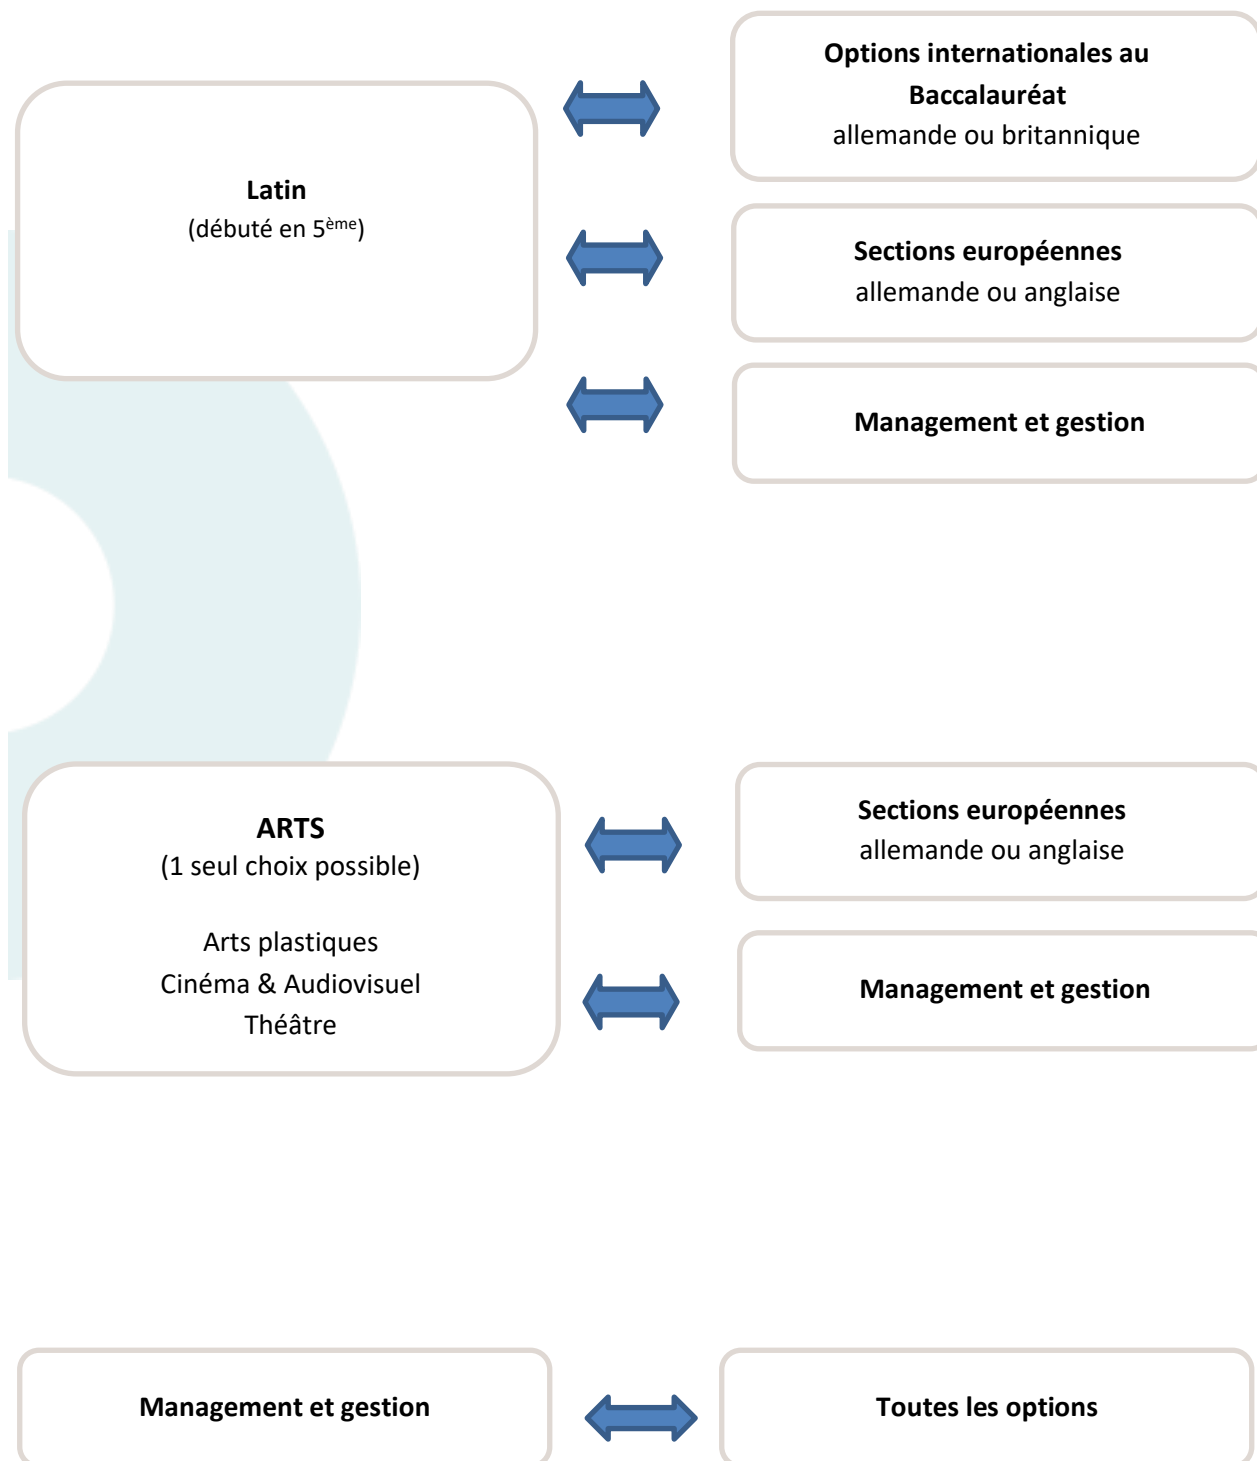 Latin
(débuté en 5ème)
Options internationales au
Baccalauréat
allemande ou britannique
Sections européennes
allemande ou anglaise
Management et gestion
ARTS
(1 seul choix possible)
Arts plastiques
Cinéma & Audiovisuel
Théâtre
Sections européennes
allemande ou anglaise
Management et gestion
Management et gestion
Toutes les options